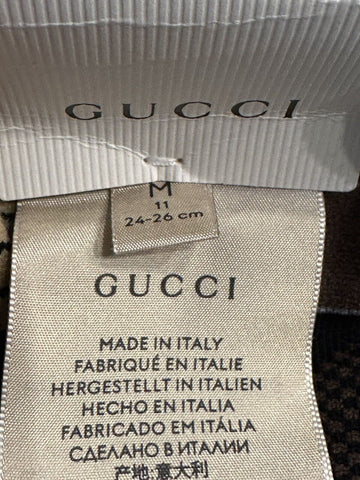 GUCCI
M
11
24-26 cm
GUCCI
MADE IN ITALY
FABRIQUÉ EN ITALIE
HERGESTELLT IN ITALIEN
HECHO EN ITALIA
FABRICADO EM ITÁLIA
СДЕЛАНО В ИТАЛИИ
产地:意大利